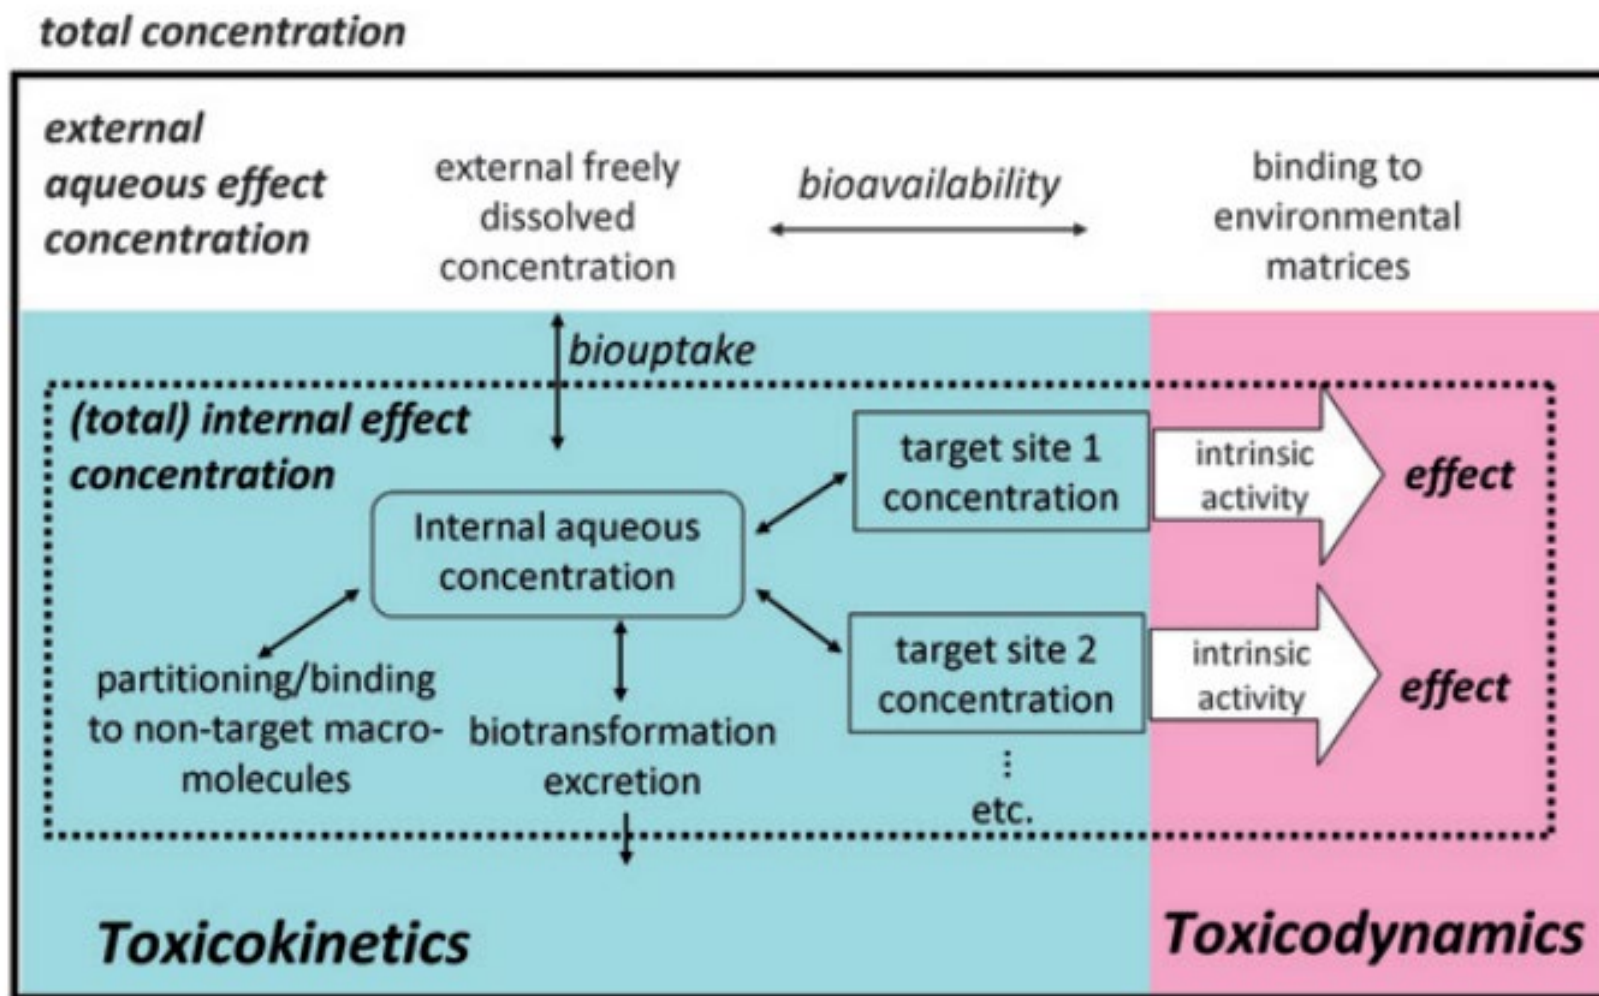 total concentration
external
aqueous effect
concentration
external freely
dissolved
concentration
bioavailability
binding to
environmental
matrices
biouptake
(total) internal effect
concentration
Internal aqueous
concentration
target site 1
concentration
intrinsic
activity
effect
target site 2
concentration
intrinsic
activity
effect
partitioning/binding
to non-target macro-
molecules
biotransformation
excretion
⋮
etc.
Toxicokinetics
Toxicodynamics